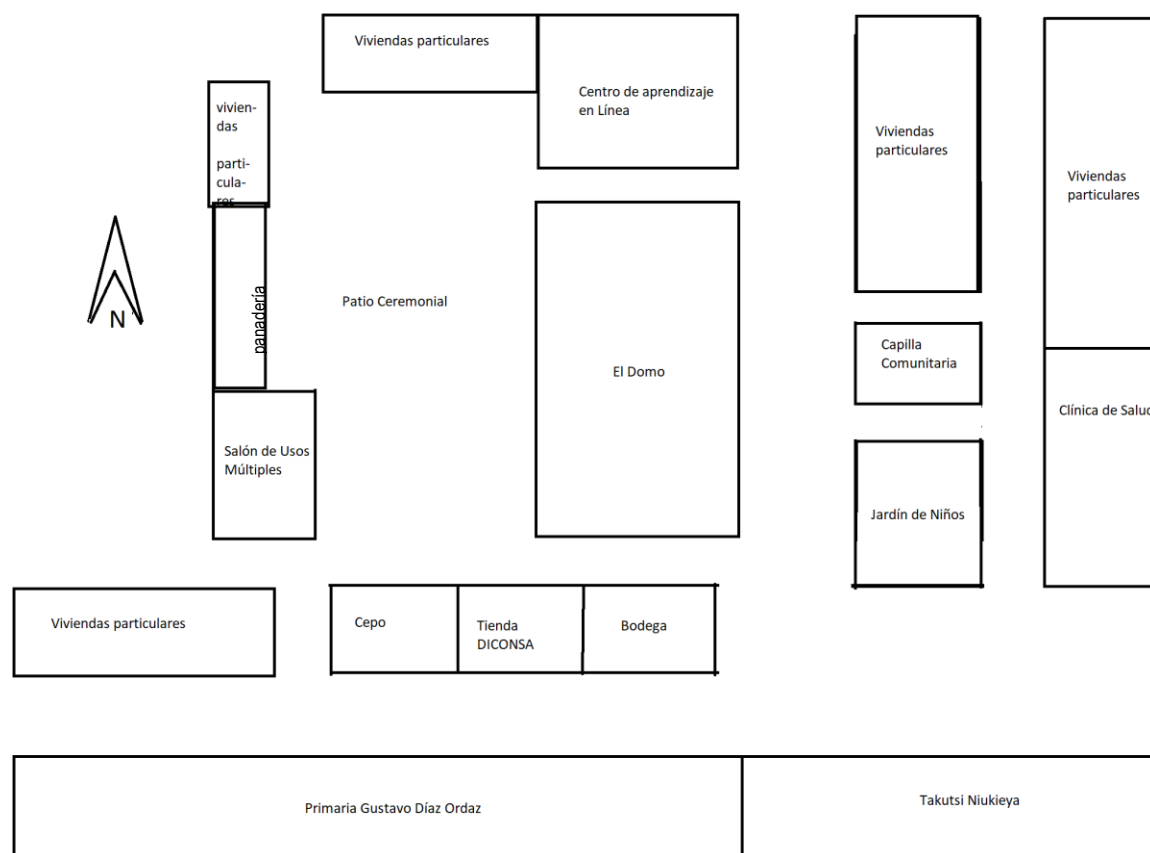 Viviendas particulares
Centro de aprendizaje
en Línea
vivien-
das
parti-
cula-
res
Viviendas
particulares
Viviendas
particulares
N
panadería
Patio Ceremonial
El Domo
Capilla
Comunitaria
Clínica de Salud
Salón de Usos
Múltiples
Jardín de Niños
Viviendas particulares
Cepo
Tienda
DICONSA
Bodega
Primaria Gustavo Díaz Ordaz
Takutsi Niukieya